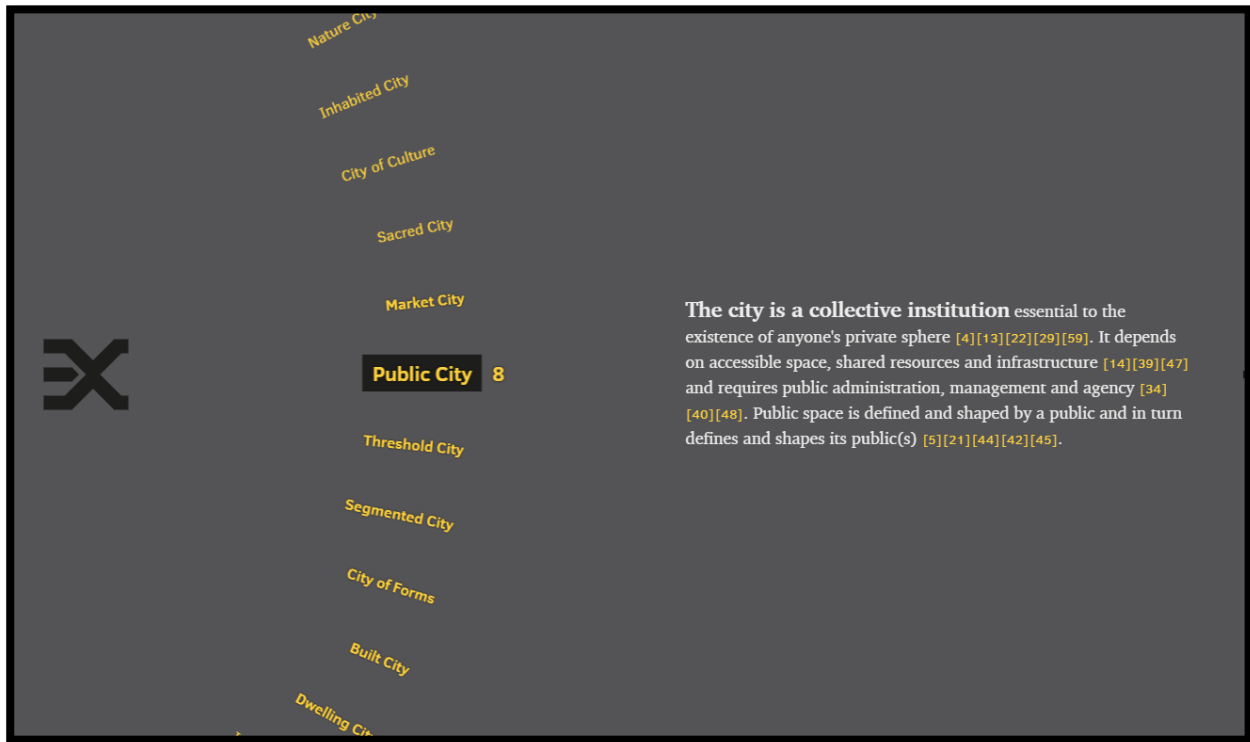 Nature City
Inhabited City
City of Culture
Sacred City
Market City
Public City 8
Threshold City
Segmented City
City of Forms
Built City
Dwelling City
The city is a collective institution essential to the
existence of anyone's private sphere [4][13][22][29][59]. It depends
on accessible space, shared resources and infrastructure [14][39][47]
and requires public administration, management and agency [34]
[40][48]. Public space is defined and shaped by a public and in turn
defines and shapes its public(s) [5][21][44][42][45].